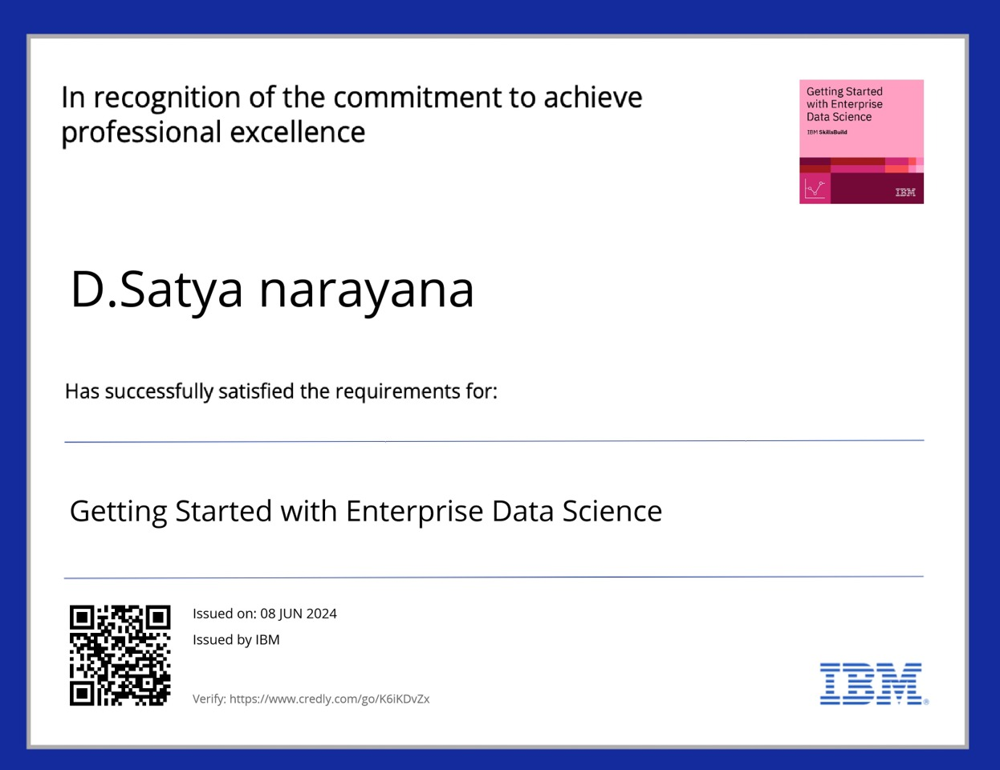 In recognition of the commitment to achieve
professional excellence
Getting Started
with Enterprise
Data Science
IBM SkillsBuild
IBM
D.Satya narayana
Has successfully satisfied the requirements for:
Getting Started with Enterprise Data Science
Issued on: 08 JUN 2024
Issued by IBM
Verify: https://www.credly.com/go/K6iKDvZx
IBM®